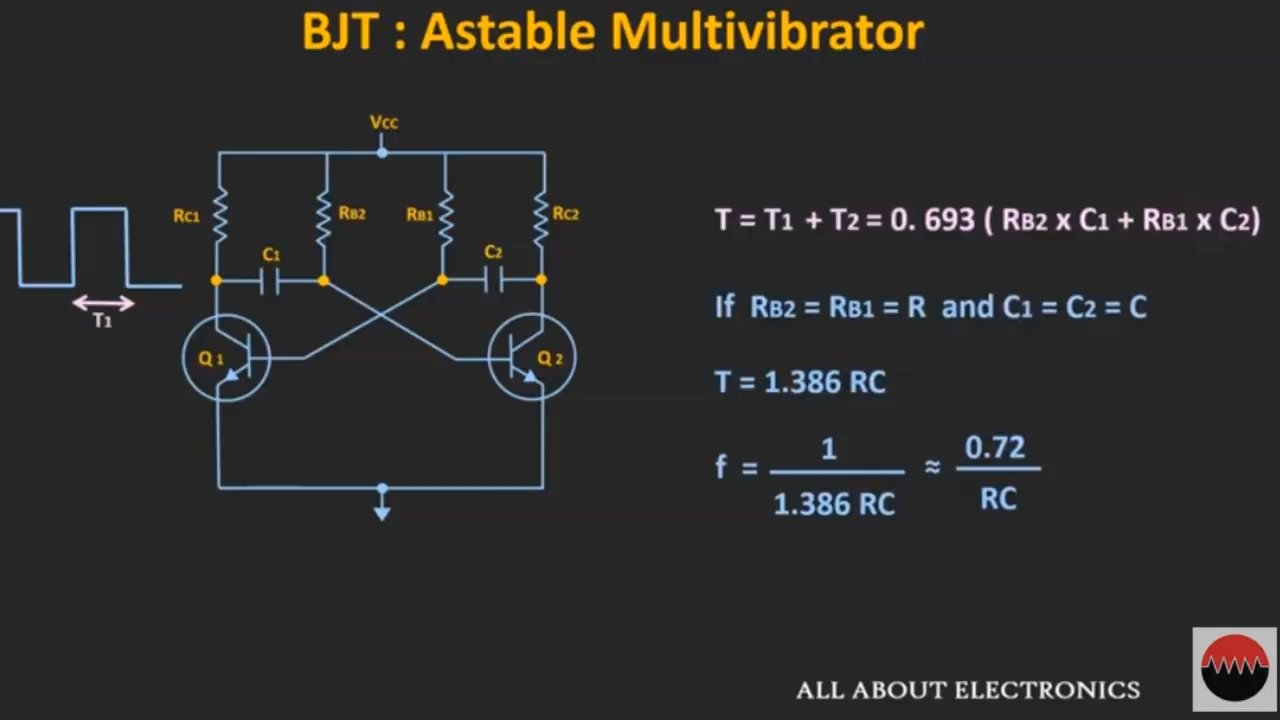 BJT : Astable Multivibrator
Vcc
RC1
RB2
RB1
RC2
C1
C2
T1
Q 1
Q 2
T = T1 + T2 = 0. 693 ( RB2 x C1 + RB1 x C2)
If RB2 = RB1 = R and C1 = C2 = C
T = 1.386 RC
f = 1 / 1.386 RC ≈ 0.72 / RC
ALL ABOUT ELECTRONICS